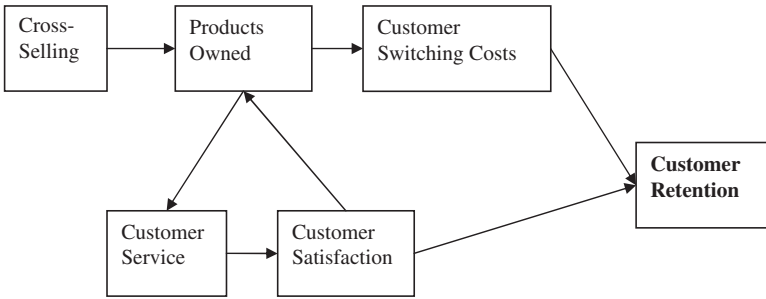 Cross-
Selling
Products
Owned
Customer
Switching Costs
Customer
Retention
Customer
Service
Customer
Satisfaction